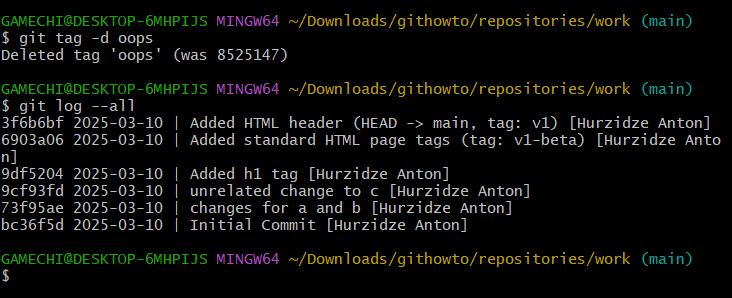 GAMECHI@DESKTOP-6MHPIJS MINGW64 ~/Downloads/githowto/repositories/work (main)
$ git tag -d oops
Deleted tag 'oops' (was 8525147)
GAMECHI@DESKTOP-6MHPIJS MINGW64 ~/Downloads/githowto/repositories/work (main)
$ git log --all
3f6b6bf 2025-03-10 | Added HTML header (HEAD -> main, tag: v1) [Hurzidze Anton]
6903a06 2025-03-10 | Added standard HTML page tags (tag: v1-beta) [Hurzidze Anto
n]
9df5204 2025-03-10 | Added h1 tag [Hurzidze Anton]
9cf93fd 2025-03-10 | unrelated change to c [Hurzidze Anton]
73f95ae 2025-03-10 | changes for a and b [Hurzidze Anton]
bc36f5d 2025-03-10 | Initial Commit [Hurzidze Anton]
GAMECHI@DESKTOP-6MHPIJS MINGW64 ~/Downloads/githowto/repositories/work (main)
$